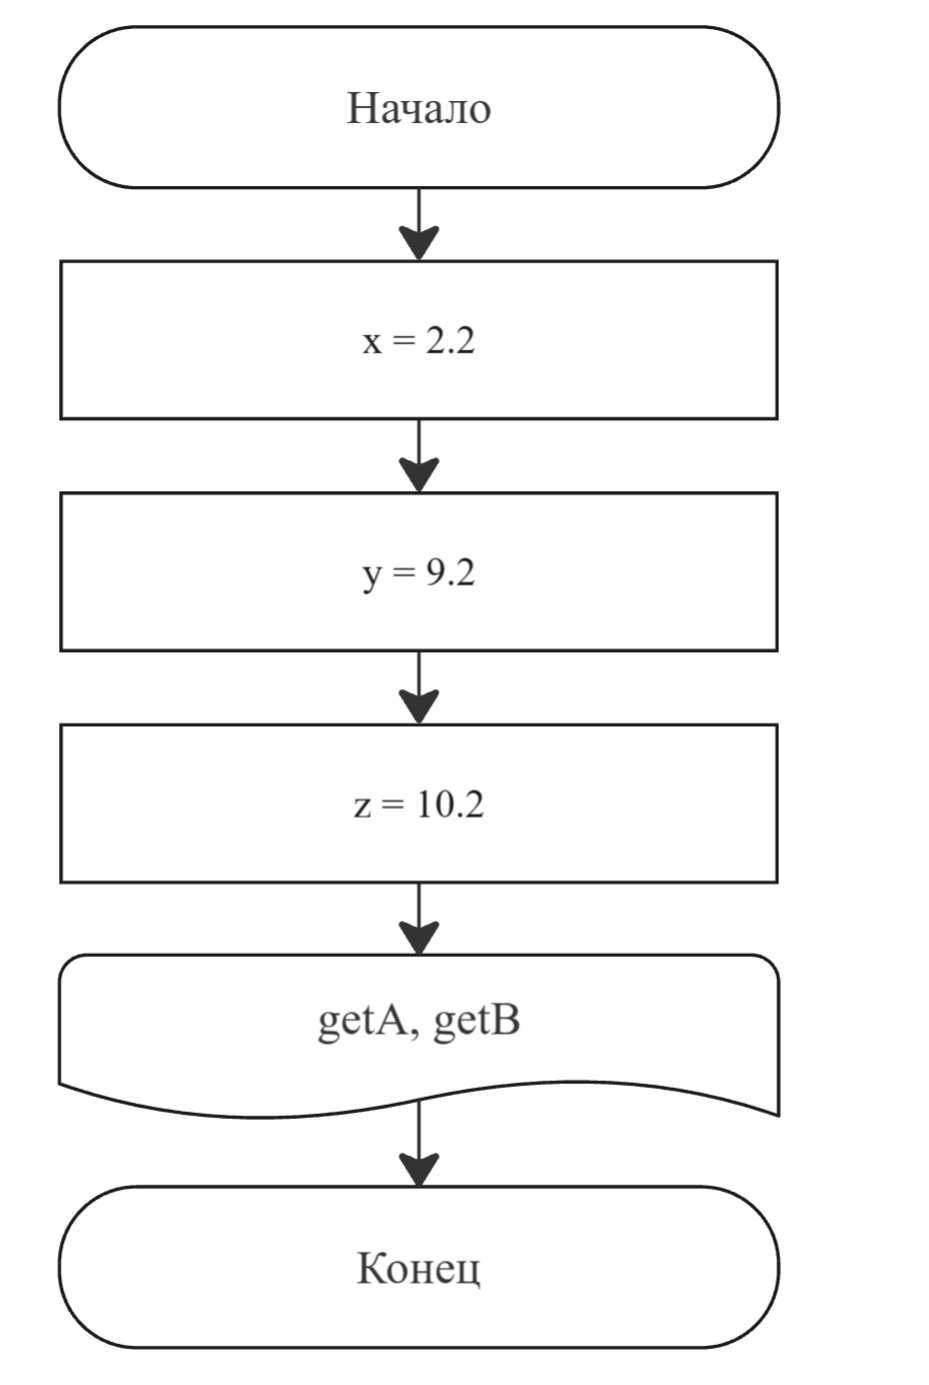 Начало
x = 2.2
y = 9.2
z = 10.2
getA, getB
Конец